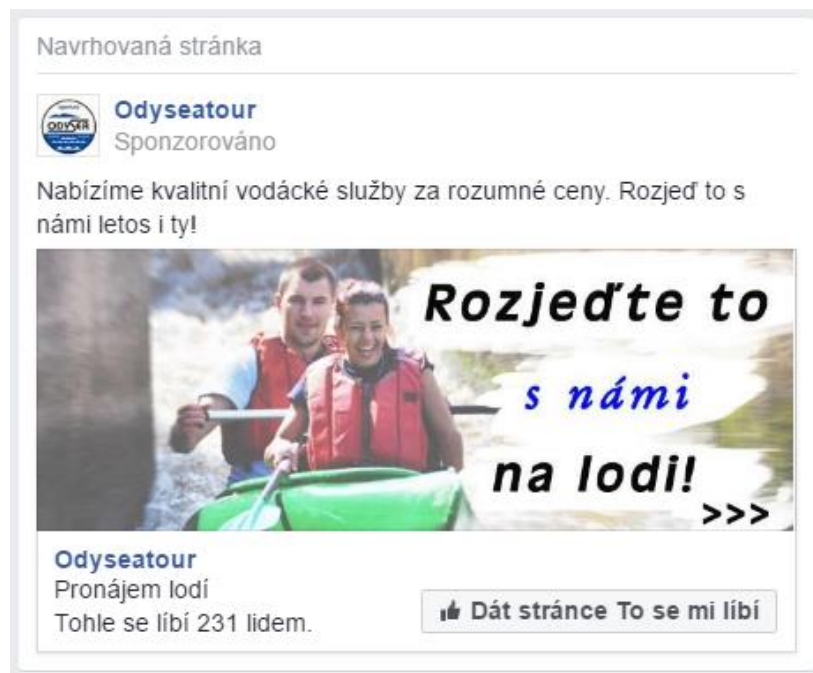 Navrhovaná stránka
ODYSEA
Odyseatour
Sponzorováno
Nabízíme kvalitní vodácké služby za rozumné ceny. Rozjeď to s
námi letos i ty!
Rozjeďte to
s námi
na lodi!
>>>
Odyseatour
Pronájem lodí
Tohle se líbí 231 lidem.
Dát stránce To se mi líbí